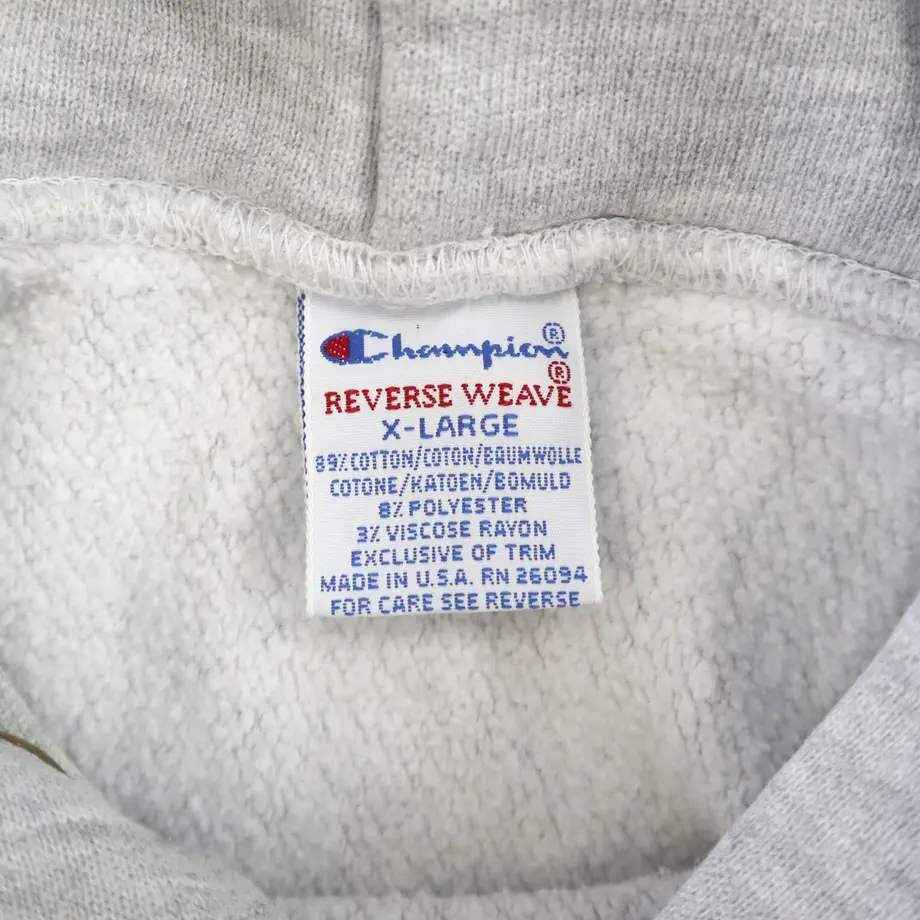 Champion®
REVERSE WEAVE®
X-LARGE
89% COTTON/COTON/BAUMWOLLE
COTONE/KATOEN/BOMULD
8% POLYESTER
3% VISCOSE RAYON
EXCLUSIVE OF TRIM
MADE IN U.S.A. RN 26094
FOR CARE SEE REVERSE